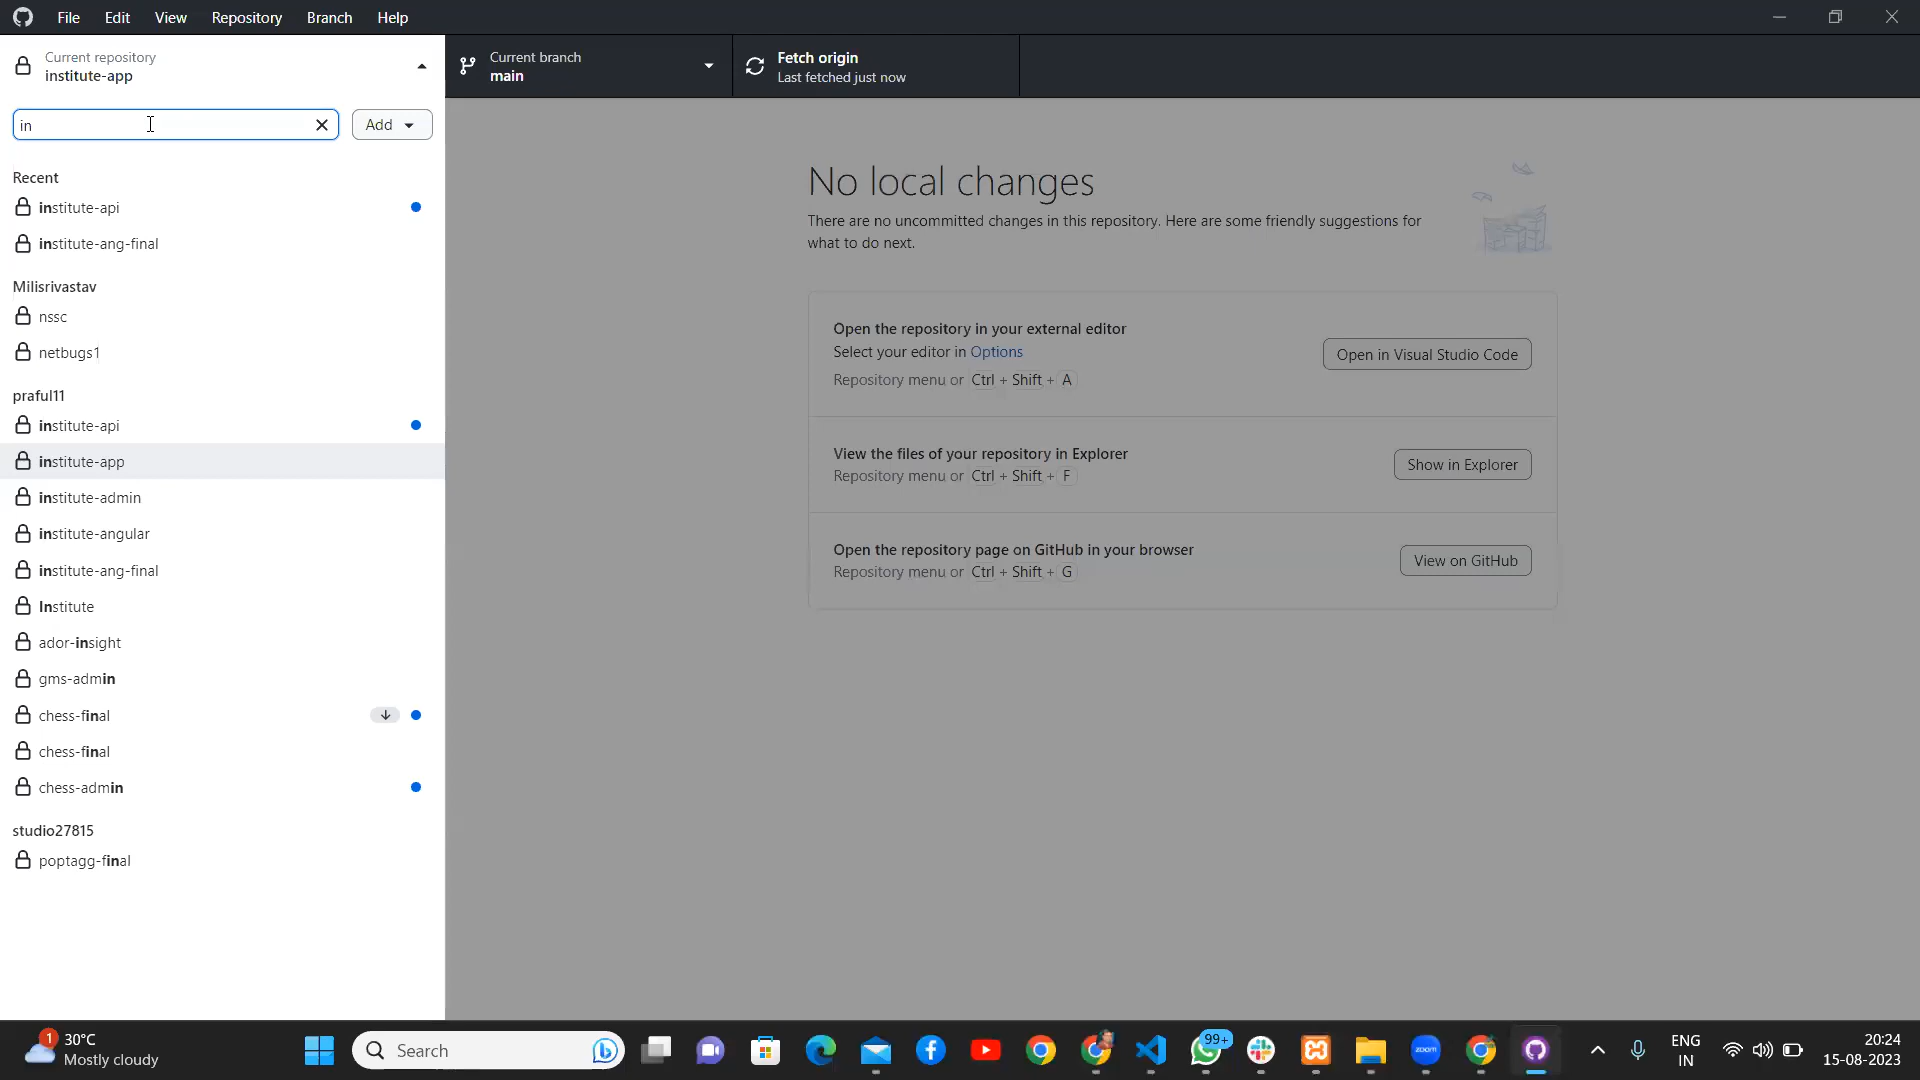 File Edit View Repository Branch Help
Current repository
institute-app
Current branch
main
Fetch origin
Last fetched just now
in
Add
Recent
institute-api
institute-ang-final
Milisrivastav
nssc
netbugs1
praful11
institute-api
institute-app
institute-admin
institute-angular
institute-ang-final
Institute
ador-insight
gms-admin
chess-final
chess-final
chess-admin
studio27815
poptagg-final
No local changes
There are no uncommitted changes in this repository. Here are some friendly suggestions for
what to do next.
Open the repository in your external editor
Select your editor in Options
Repository menu or Ctrl + Shift + A
Open in Visual Studio Code
View the files of your repository in Explorer
Repository menu or Ctrl + Shift + F
Show in Explorer
Open the repository page on GitHub in your browser
Repository menu or Ctrl + Shift + G
View on GitHub
1
30°C
Mostly cloudy
Search
99+
zoom
ENG
IN
20:24
15-08-2023